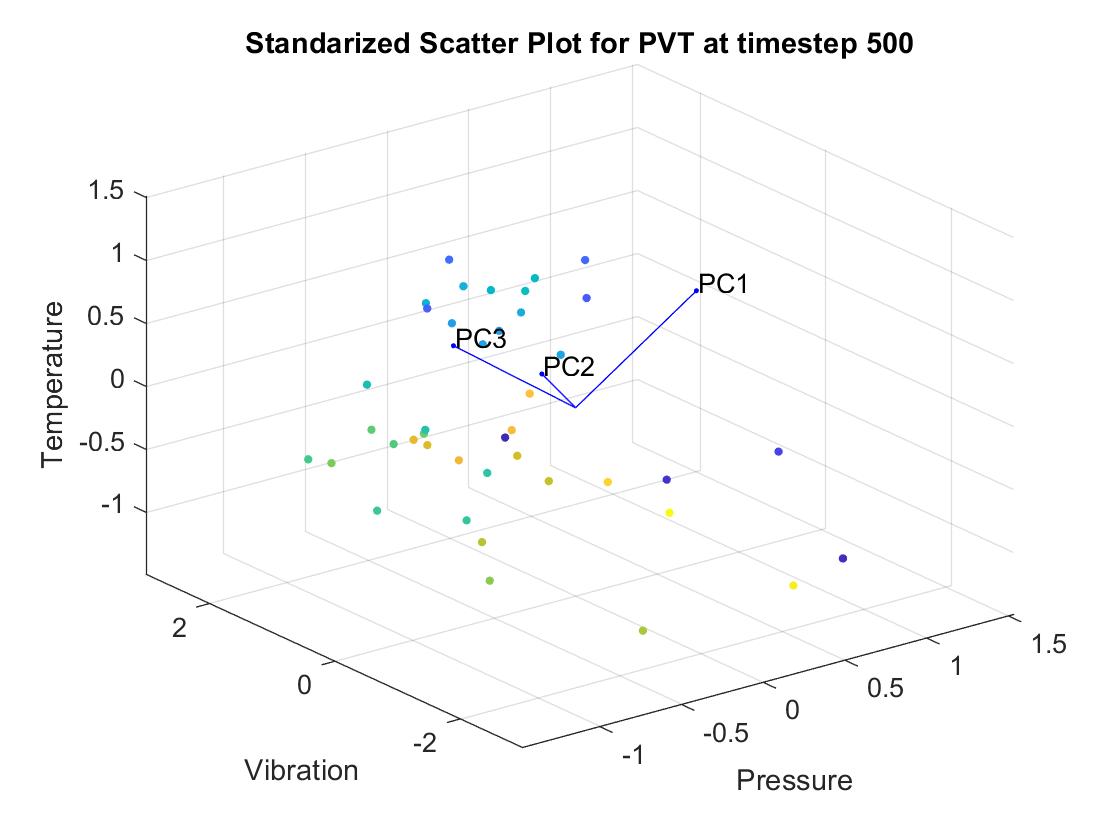 Standarized Scatter Plot for PVT at timestep 500
1.5
1
0.5
0
-0.5
-1
Temperature
PC1
PC3
PC2
2
0
-2
Vibration
-1
-0.5
0
0.5
1
1.5
Pressure